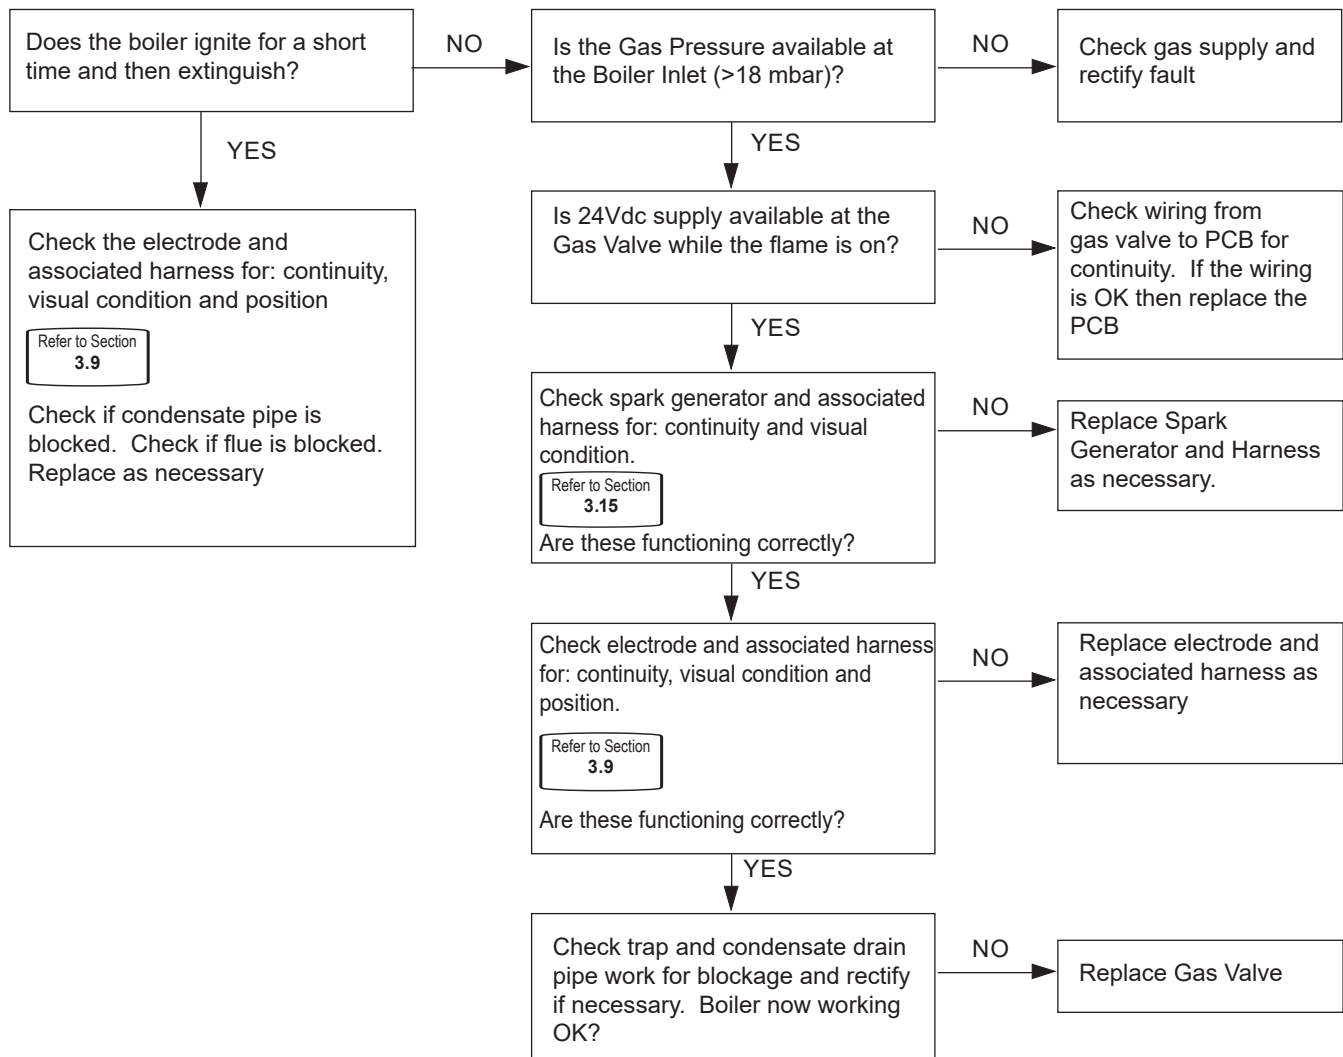 Does the boiler ignite for a short
time and then extinguish?
NO
Is the Gas Pressure available at
the Boiler Inlet (>18 mbar)?
NO
Check gas supply and
rectify fault
YES
YES
Check the electrode and
associated harness for: continuity,
visual condition and position
Refer to Section
3.9
Check if condensate pipe is
blocked.  Check if flue is blocked.
Replace as necessary
Is 24Vdc supply available at the
Gas Valve while the flame is on?
NO
Check wiring from
gas valve to PCB for
continuity.  If the wiring
is OK then replace the
PCB
YES
Check spark generator and associated
harness for: continuity and visual
condition.
Refer to Section
3.15
Are these functioning correctly?
NO
Replace Spark
Generator and Harness
as necessary.
YES
Check electrode and associated harness
for: continuity, visual condition and
position.
Refer to Section
3.9
Are these functioning correctly?
NO
Replace electrode and
associated harness as
necessary
YES
Check trap and condensate drain
pipe work for blockage and rectify
if necessary.  Boiler now working
OK?
NO
Replace Gas Valve